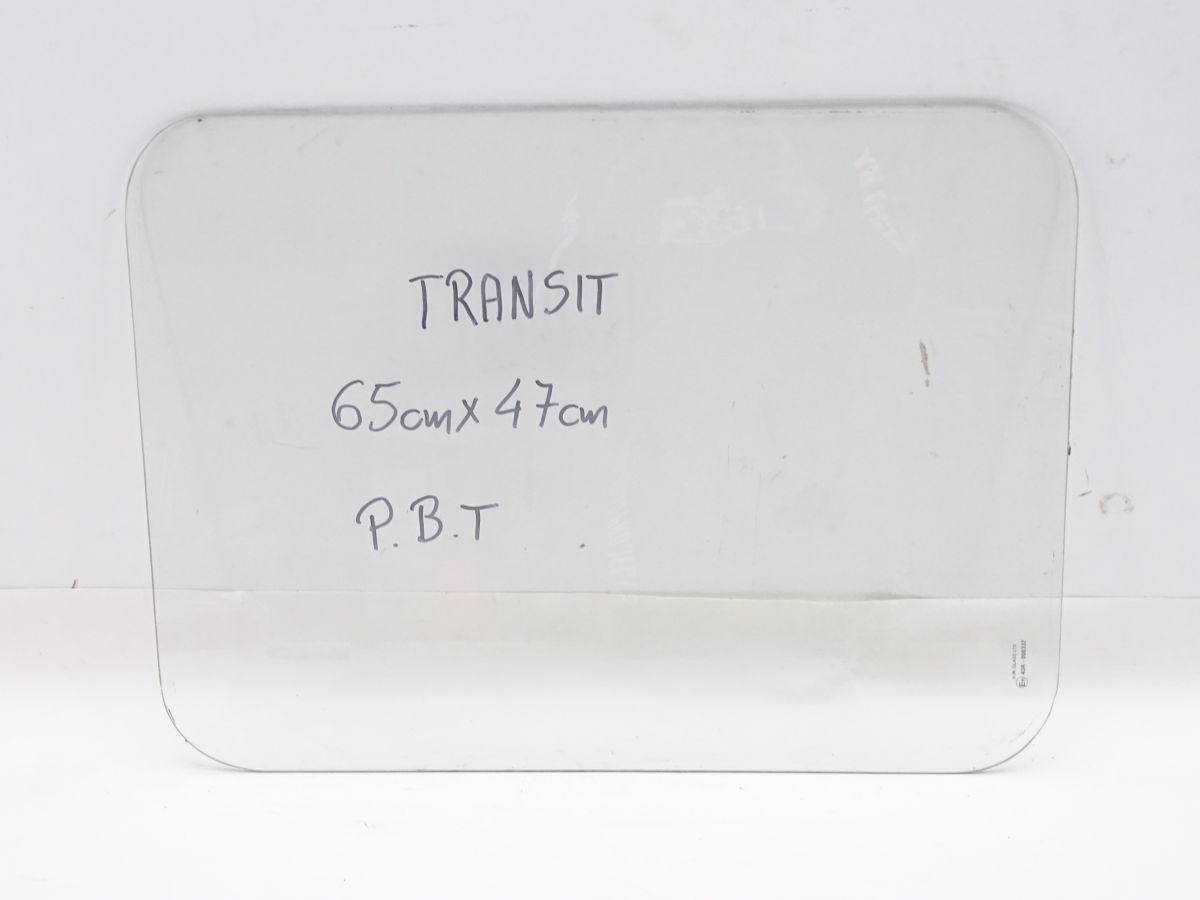 TRANSIT
65cm x 47cm
P.B.T